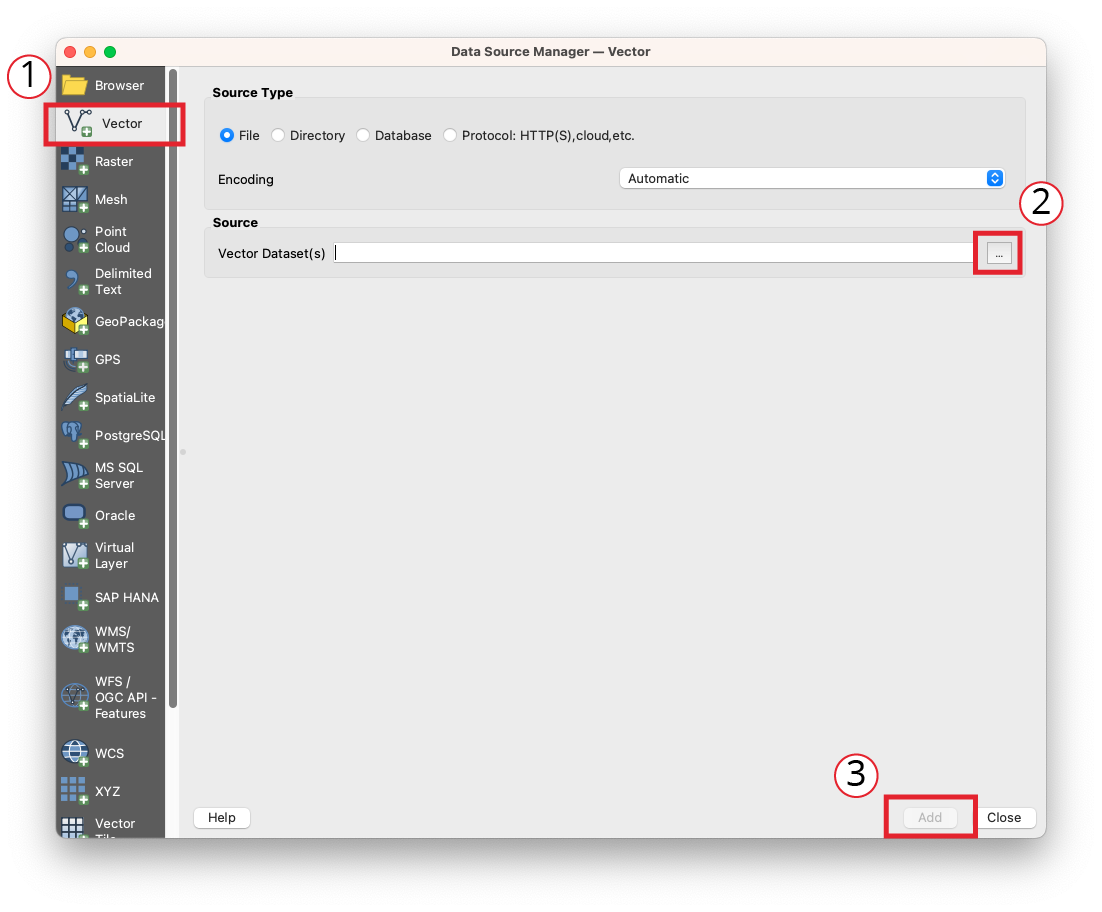 Data Source Manager — Vector
1
Browser
Vector
Raster
Mesh
Point
Cloud
Delimited
Text
GeoPackag
GPS
SpatiaLite
PostgreSQL
MS SQL
Server
Oracle
Virtual
Layer
SAP HANA
WMS/
WMTS
WFS /
OGC API -
Features
WCS
XYZ
Vector
Tile
Source Type
File Directory Database Protocol: HTTP(S),cloud,etc.
Encoding Automatic
2
Source
Vector Dataset(s) ...
3
Help Add Close